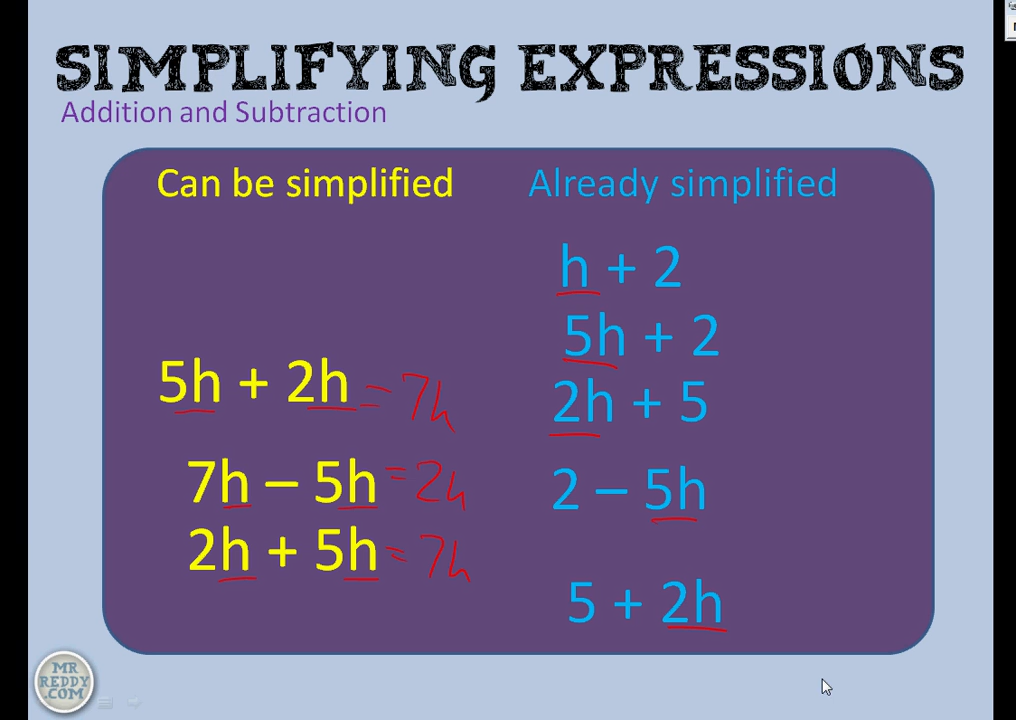 SIMPLIFYING EXPRESSIONS
Addition and Subtraction
Can be simplified
5h + 2h = 7h
7h – 5h = 2h
2h + 5h = 7h
Already simplified
h + 2
5h + 2
2h + 5
2 – 5h
5 + 2h
MR
REDDY
.COM